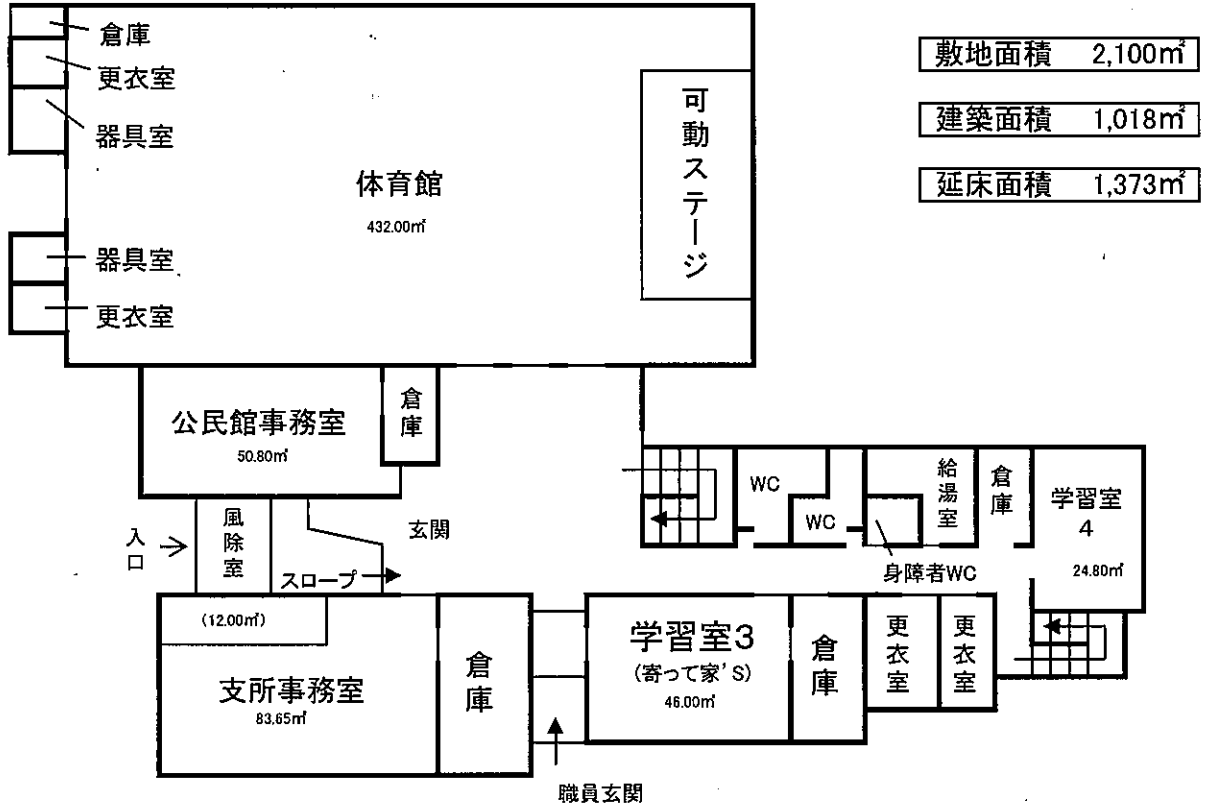 倉庫
更衣室
器具室
体育館
432.00㎡
可動ステージ
敷地面積 2,100㎡
建築面積 1,018㎡
延床面積 1,373㎡
器具室
更衣室
公民館事務室
50.80㎡
倉庫
入口
風除室
玄関
スロープ
WC
WC
給湯室
倉庫
学習室
4
24.80㎡
身障者WC
(12.00㎡)
支所事務室
83.65㎡
倉庫
学習室3
(寄って家'S)
46.00㎡
倉庫
更衣室
更衣室
職員玄関